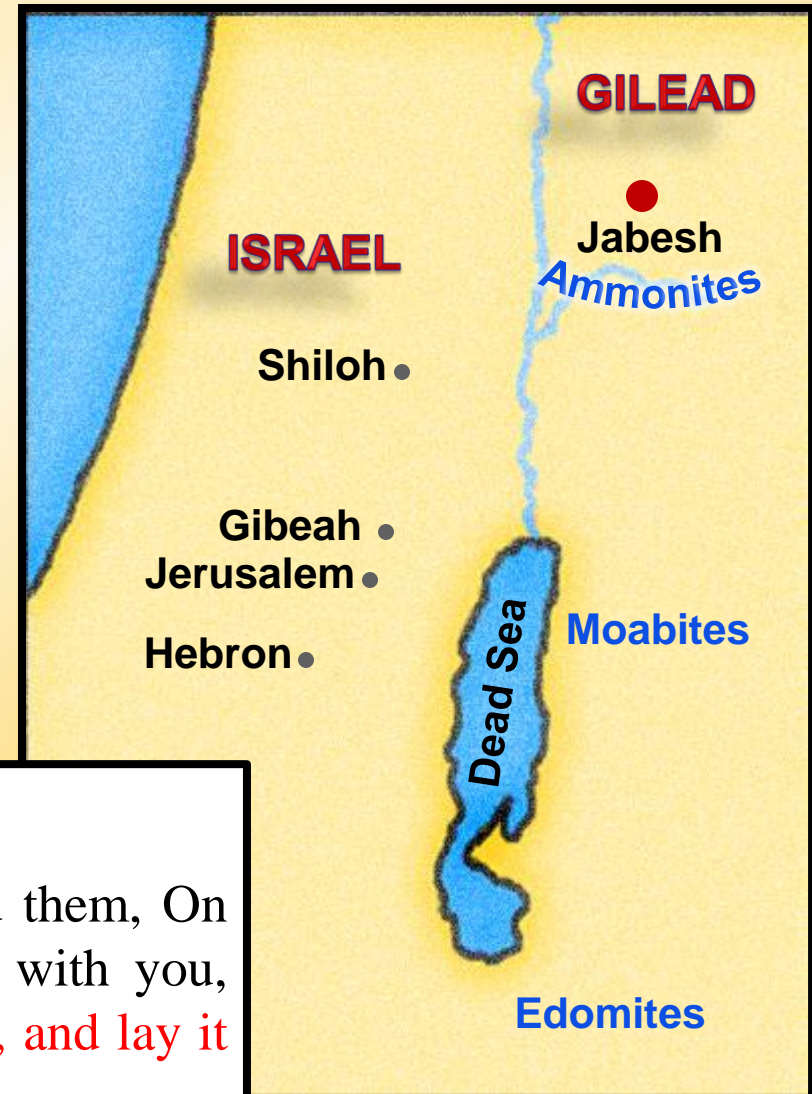 GILEAD
Jabesh
Ammonites
ISRAEL
Shiloh
Gibeah
Jerusalem
Hebron
Dead Sea
Moabites
Edomites
them, On
with you,
, and lay it